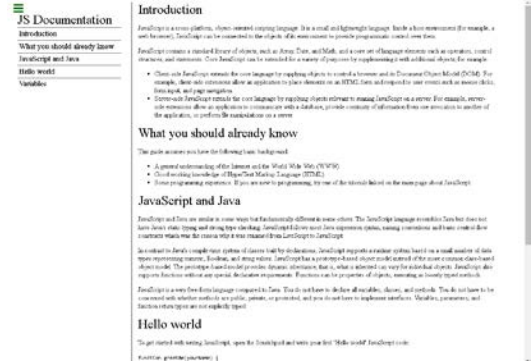 JS Documentation
Introduction
What you should already know
JavaScript and Java
Hello world
Variables
Introduction
JavaScript is a cross-platform, object-oriented scripting language. It is a small and lightweight language. Inside a host environment (for example, a
web browser), JavaScript can be connected to the objects of its environment to provide programmatic control over them.
JavaScript contains a standard library of objects, such as Array, Date, and Math, and a core set of language elements such as operators, control
structures, and statements. Core JavaScript can be extended for a variety of purposes by supplementing it with additional objects; for example:
• Client-side JavaScript extends the core language by supplying objects to control a browser and its Document Object Model (DOM). For
example, client-side extensions allow an application to place elements on an HTML form and respond to user events such as mouse clicks,
form input, and page navigation.
• Server-side JavaScript extends the core language by supplying objects relevant to running JavaScript on a server. For example, server-
side extensions allow an application to communicate with a database, provide continuity of information from one invocation to another of
the application, or perform file manipulations on a server.
What you should already know
This guide assumes you have the following basic background:
• A general understanding of the Internet and the World Wide Web (WWW).
• Good working knowledge of HyperText Markup Language (HTML).
• Some programming experience. If you are new to programming, try one of the tutorials linked on the main page about JavaScript.
JavaScript and Java
JavaScript and Java are similar in some ways but fundamentally different in some others. The JavaScript language resembles Java but does not
have Java's static typing and strong type checking. JavaScript follows most Java expression syntax, naming conventions and basic control-flow
constructs which was the reason why it was renamed from LiveScript to JavaScript.
In contrast to Java's compile-time system of classes built by declarations, JavaScript supports a runtime system based on a small number of data
types representing numeric, Boolean, and string values. JavaScript has a prototype-based object model instead of the more common class-based
object model. The prototype-based model provides dynamic inheritance; that is, what is inherited can vary for individual objects. JavaScript also
supports functions without any special declarative requirements. Functions can be properties of objects, executing as loosely typed methods.
JavaScript is a very free-form language compared to Java. You do not have to declare all variables, classes, and methods. You do not have to be
concerned with whether methods are public, private, or protected, and you do not have to implement interfaces. Variables, parameters, and
function return types are not explicitly typed.
Hello world
To get started with writing JavaScript, open the Scratchpad and write your first "Hello world" JavaScript code:
function greetMe(yourName) {